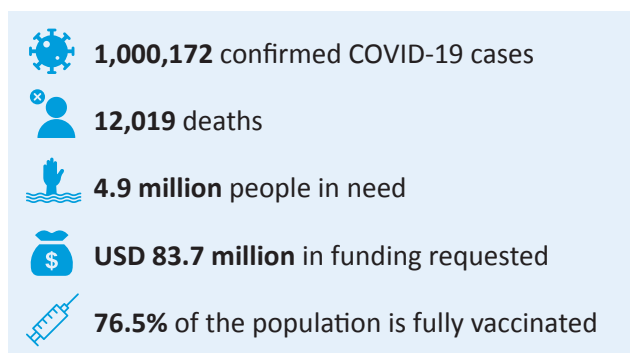 1,000,172 confirmed COVID-19 cases
12,019 deaths
4.9 million people in need
$ USD 83.7 million in funding requested
76.5% of the population is fully vaccinated